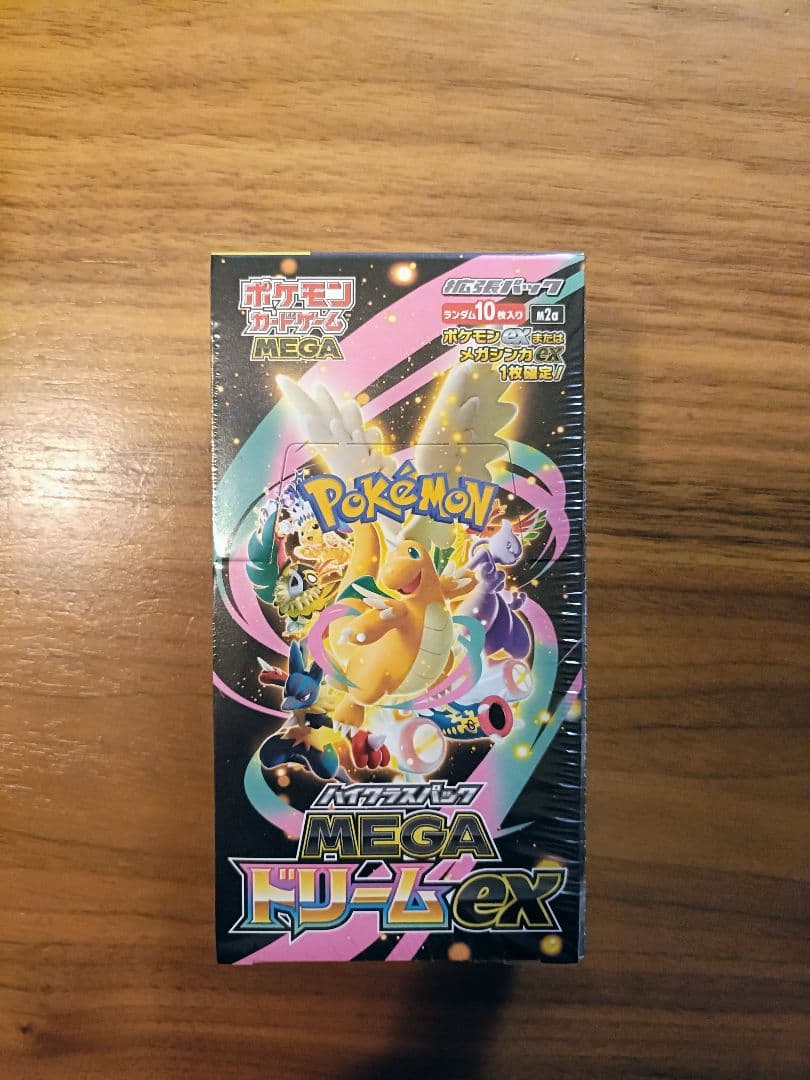 ポケモン
カードゲーム
MEGA
拡張パック
ランダム10枚入り M2a
ポケモンexまたは
メガシンカex
1枚確定!
POKéMON
ハイクラスパック
MEGA
ドリームex